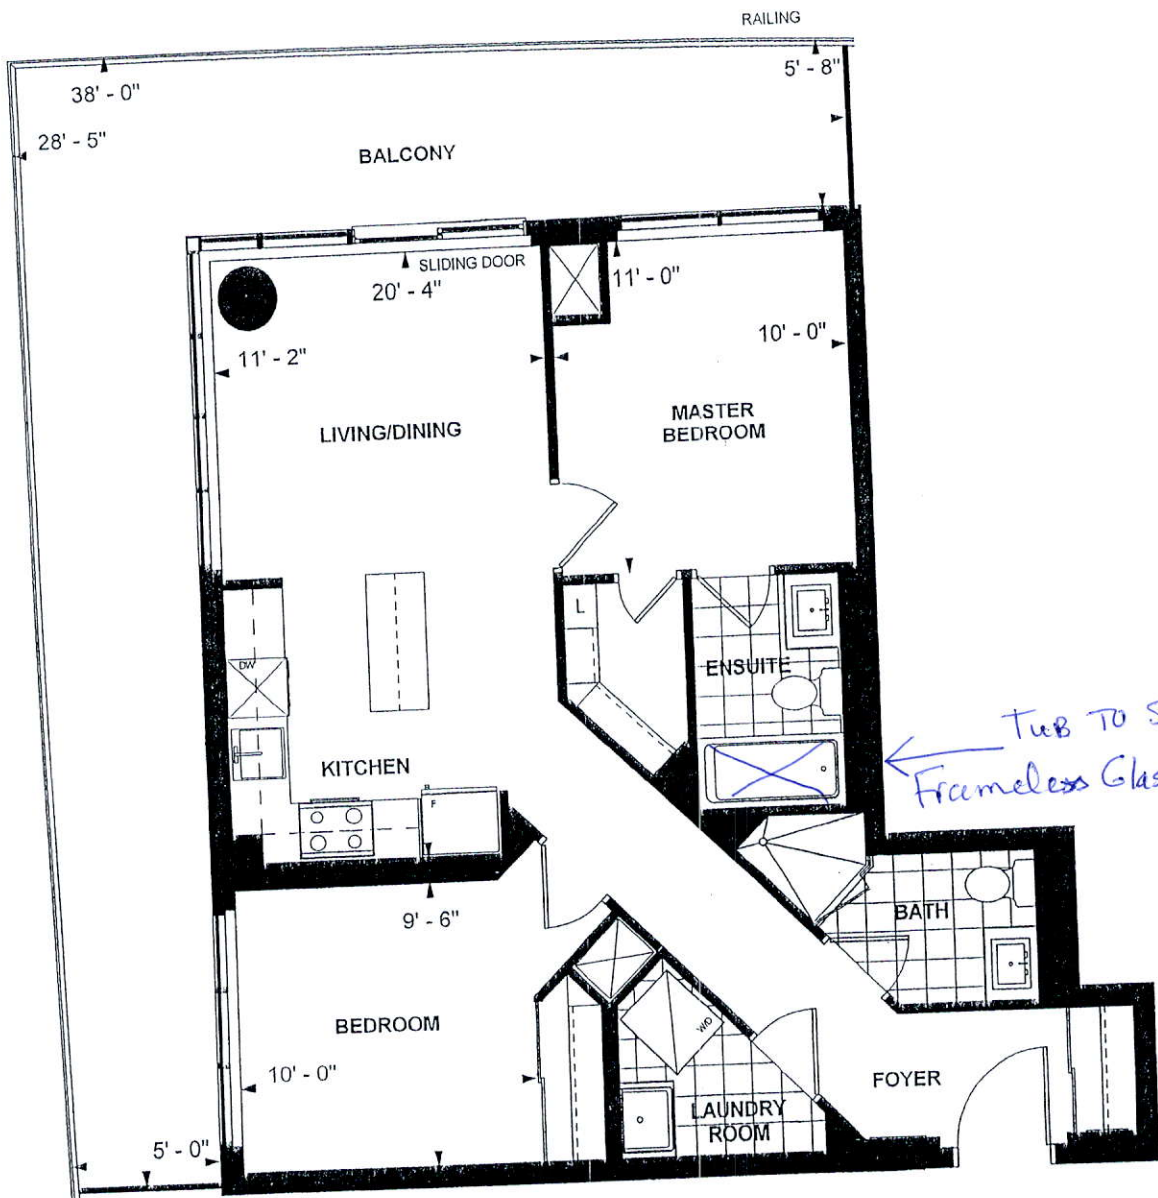 RAILING
38' - 0"
5' - 8"
28' - 5"
BALCONY
SLIDING DOOR
20' - 4"
11' - 0"
11' - 2"
10' - 0"
LIVING/DINING
MASTER
BEDROOM
L
DW
ENSUITE
TUB TO
Frameless
KITCHEN
F
9' - 6"
BATH
BEDROOM
W/D
10' - 0"
FOYER
LAUNDRY
ROOM
5' - 0"